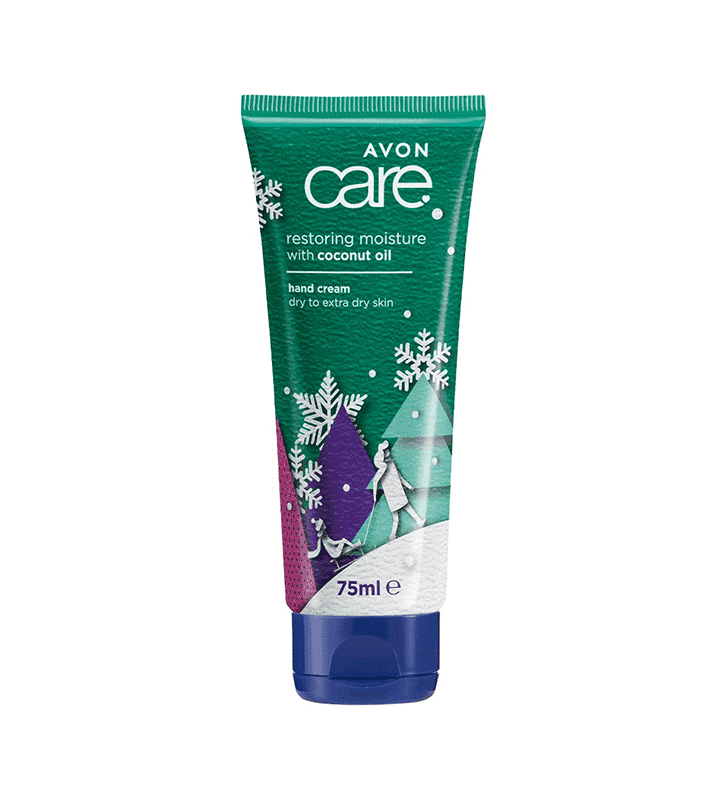 AVON
care
restoring moisture
with coconut oil
hand cream
dry to extra dry skin
75ml ℮